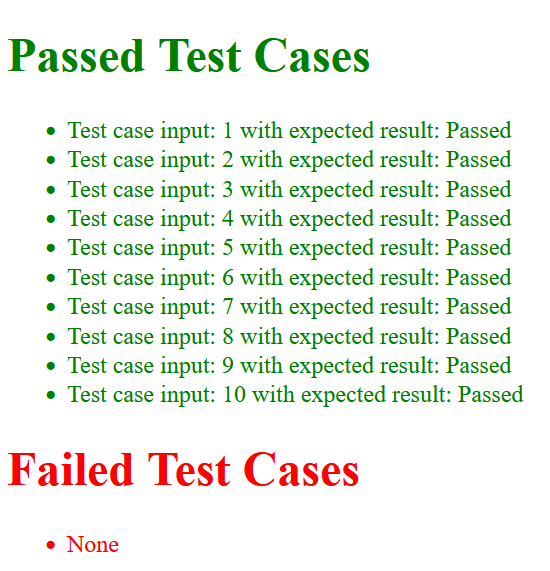 Passed Test Cases
• Test case input: 1 with expected result: Passed
• Test case input: 2 with expected result: Passed
• Test case input: 3 with expected result: Passed
• Test case input: 4 with expected result: Passed
• Test case input: 5 with expected result: Passed
• Test case input: 6 with expected result: Passed
• Test case input: 7 with expected result: Passed
• Test case input: 8 with expected result: Passed
• Test case input: 9 with expected result: Passed
• Test case input: 10 with expected result: Passed
Failed Test Cases
• None